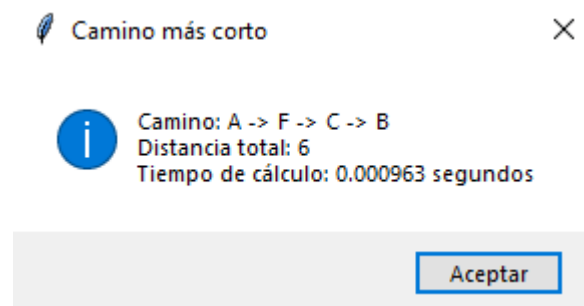 Camino más corto
Camino: A -> F -> C -> B
Distancia total: 6
Tiempo de cálculo: 0.000963 segundos
Aceptar